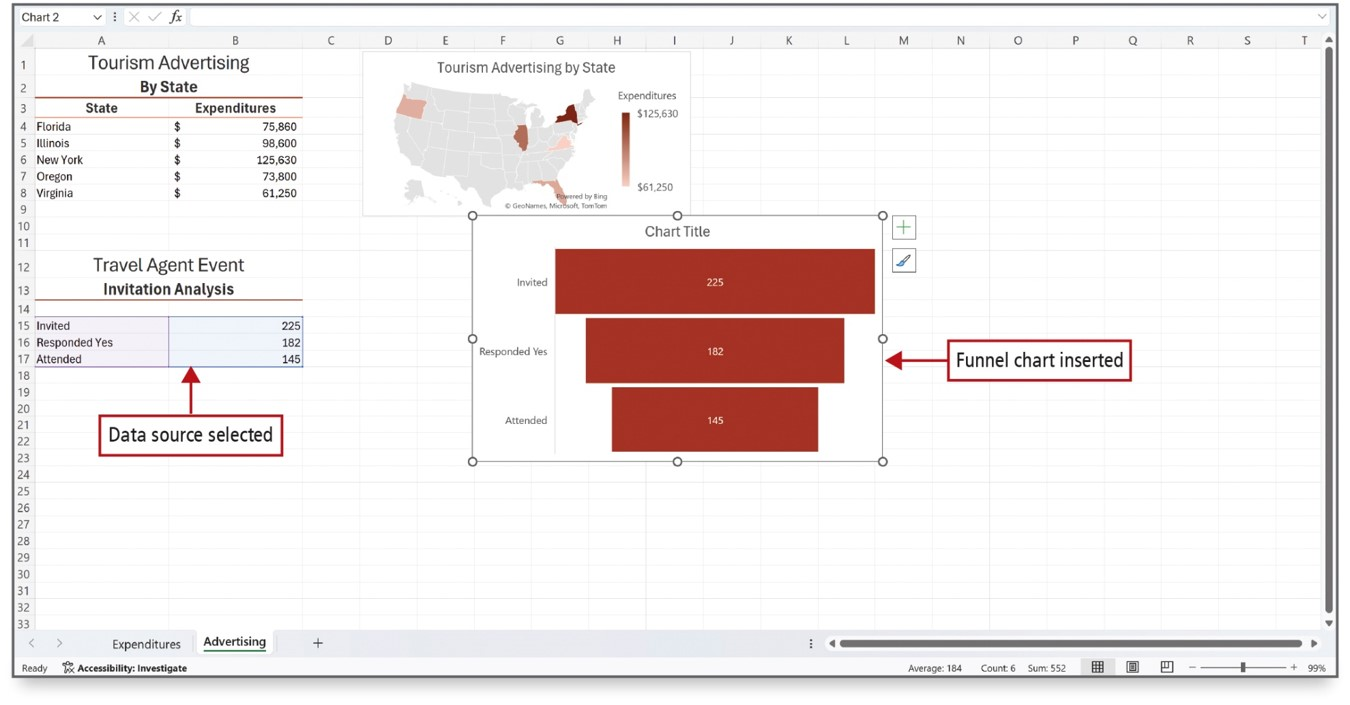 Chart 2 fx
A B C D E F G H I J K L M N O P Q R S T
1 Tourism Advertising
2 By State
3 State Expenditures
4 Florida $ 75,860
5 Illinois $ 98,600
6 New York $ 125,630
7 Oregon $ 73,800
8 Virginia $ 61,250
9
10
11
12 Travel Agent Event
13 Invitation Analysis
14
15 Invited 225
16 Responded Yes 182
17 Attended 145
18
19
20
21
22
23
24
25
26
27
28
29
30
31
32
33
Tourism Advertising by State
Expenditures
$125,630
$61,250
Powered by Bing
© GeoNames, Microsoft, TomTom
Chart Title
Invited 225
Responded Yes 182
Attended 145
Data source selected
Funnel chart inserted
Expenditures Advertising +
Ready Accessibility: Investigate Average: 184 Count: 6 Sum: 552 − + 99%